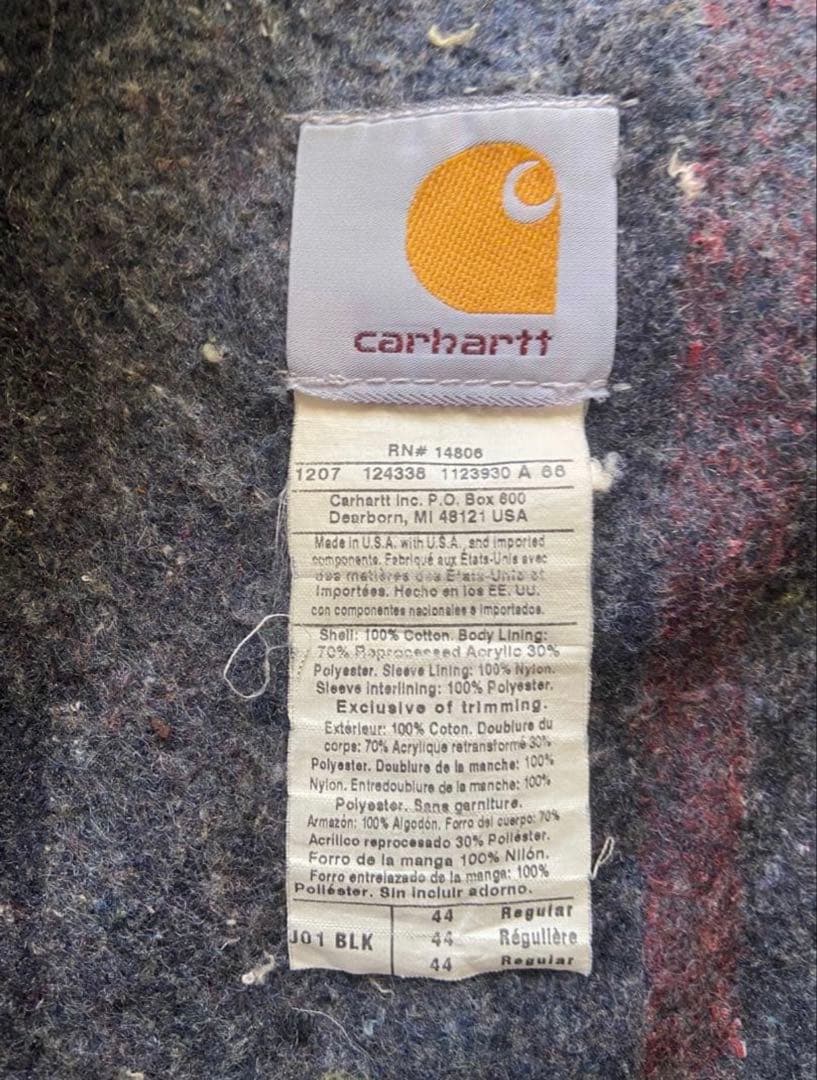 carhartt
RN# 14806
1207 124338 1123930 A 66
Carhartt Inc. P.O. Box 600
Dearborn, MI 48121 USA
Made in U.S.A. with U.S.A., and imported
components. Fabriqué aux États-Unis avec
des matières des États-Unis et
Importées. Hecho en los EE. UU.
con componentes nacionales e importados.
Shell: 100% Cotton. Body Lining:
70% Reprocessed Acrylic 30%
Polyester. Sleeve Lining: 100% Nylon.
Sleeve Interlining: 100% Polyester.
Exclusive of trimming.
Extérieur: 100% Coton. Doublure du
corps: 70% Acrylique retransformé 30%
Polyester. Doublure de la manche: 100%
Nylon. Entredoublure de la manche: 100%
Polyester. Sans garniture.
Armazón: 100% Algodón. Forro del cuerpo: 70%
Acrilico reprocesado 30% Poliéster.
Forro de la manga 100% Nilón.
Forro entrelazado de la manga: 100%
Poliéster. Sin incluir adorno.
44 Regular
J01 BLK 44 Régulière
44 Regular